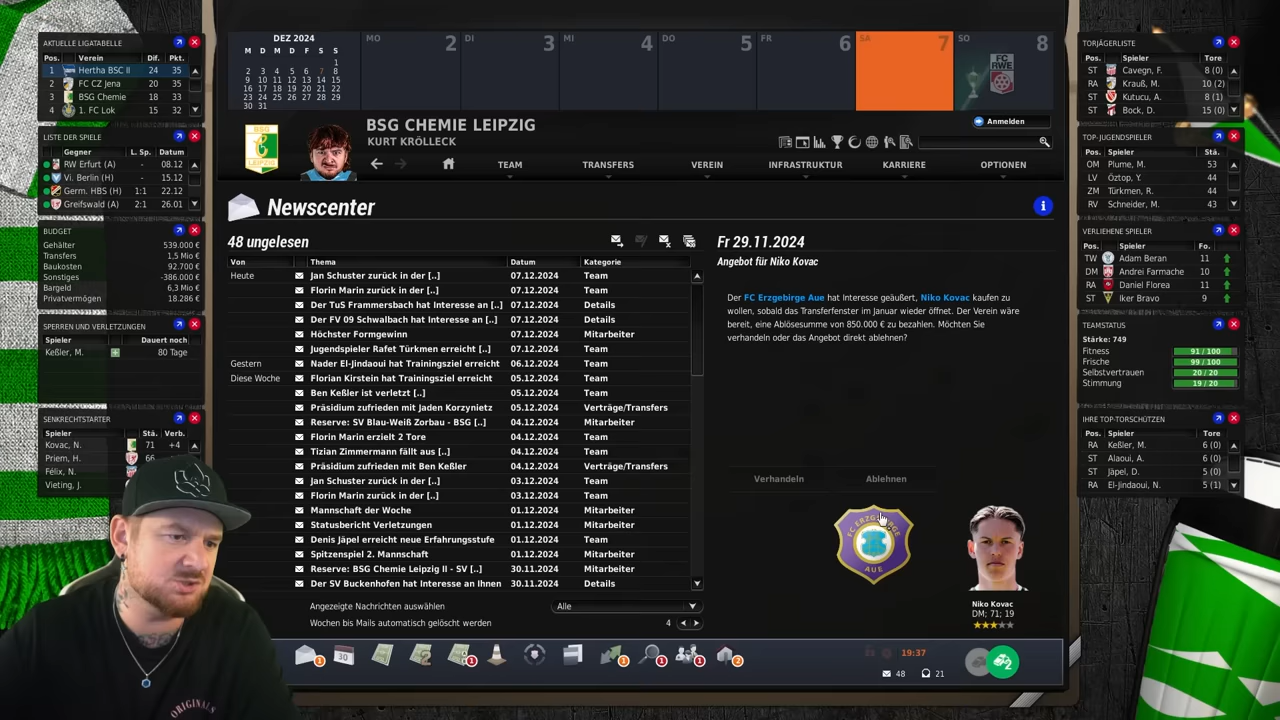 AKTUELLE LIGATABELLE
Pos. Verein Dif. Pkt.
1 Hertha BSC II 24 35
2 FC CZ Jena 20 35
3 BSG Chemie 18 33
4 1. FC Lok 15 32
LISTE DER SPIELE
Gegner L. Sp. Datum
RW Erfurt (A) - 08.12
Vi. Berlin (H) - 15.12
Germ. HBS (H) 1:1 22.12
Greifswald (A) 2:1 26.01
BUDGET
Gehälter 539.000 €
Transfers 1,5 Mio €
Baukosten 92.700 €
Sonstiges -386.000 €
Bargeld 6,3 Mio €
Privatvermögen 18.286 €
SPERREN UND VERLETZUNGEN
Spieler Dauert noch
Keßler, M. 80 Tage
SENKRECHTSTARTER
Spieler Stä. Verb.
Kovac, N. 71 +4
Priem, H. 66
Félix, N.
Vieting, J.
DEZ 2024
M D M D F S S
1
2 3 4 5 6 7 8
9 10 11 12 13 14 15
16 17 18 19 20 21 22
23 24 25 26 27 28 29
30 31
MO 2 DI 3 MI 4 DO 5 FR 6 SA 7 SO 8
RWE
BSG CHEMIE LEIPZIG
KURT KRÖLLECK
Anmelden
TEAM TRANSFERS VEREIN INFRASTRUKTUR KARRIERE OPTIONEN
Newscenter
48 ungelesen
Von Thema Datum Kategorie
Heute Jan Schuster zurück in der [..] 07.12.2024 Team
Florin Marin zurück in der [..] 07.12.2024 Team
Der TuS Frammersbach hat Interesse an [..] 07.12.2024 Details
Der FV 09 Schwalbach hat Interesse an [..] 07.12.2024 Details
Höchster Formgewinn 07.12.2024 Mitarbeiter
Jugendspieler Rafet Türkmen erreicht [..] 07.12.2024 Team
Gestern Nader El-Jindaoui hat Trainingsziel erreicht 06.12.2024 Team
Diese Woche Florian Kirstein hat Trainingsziel erreicht 05.12.2024 Team
Ben Keßler ist verletzt [..] 05.12.2024 Team
Präsidium zufrieden mit Jaden Korzynietz 05.12.2024 Verträge/Transfers
Reserve: SV Blau-Weiß Zorbau - BSG [..] 04.12.2024 Mitarbeiter
Florin Marin erzielt 2 Tore 04.12.2024 Team
Tizian Zimmermann fällt aus [..] 04.12.2024 Team
Präsidium zufrieden mit Ben Keßler 04.12.2024 Verträge/Transfers
Jan Schuster zurück in der [..] 03.12.2024 Team
Florin Marin zurück in der [..] 03.12.2024 Team
Mannschaft der Woche 01.12.2024 Mitarbeiter
Statusbericht Verletzungen 01.12.2024 Mitarbeiter
Denis Jäpel erreicht neue Erfahrungsstufe 01.12.2024 Team
Spitzenspiel 2. Mannschaft 01.12.2024 Mitarbeiter
Reserve: BSG Chemie Leipzig II - SV [..] 30.11.2024 Mitarbeiter
Der SV Buckenhofen hat Interesse an Ihnen 30.11.2024 Details
Angezeigte Nachrichten auswählen Alle
Wochen bis Mails automatisch gelöscht werden 4
Fr 29.11.2024
Angebot für Niko Kovac
Der FC Erzgebirge Aue hat Interesse geäußert, Niko Kovac kaufen zu
wollen, sobald das Transferfenster im Januar wieder öffnet. Der Verein wäre
bereit, eine Ablösesumme von 850.000 € zu bezahlen. Möchten Sie
verhandeln oder das Angebot direkt ablehnen?
Verhandeln Ablehnen
FC ERZGEBIRGE
AUE
Niko Kovac
DM; 71; 19
30
1 1 1 1 1 2
19:37
48 21
2
TORJÄGERLISTE
Pos. Spieler Tore
ST Cavegn, F. 8 (0)
RA Krauß, M. 10 (2)
ST Kutucu, A. 8 (1)
ST Bock, D. 15 (0)
TOP-JUGENDSPIELER
Pos. Spieler Stä.
OM Plume, M. 53
LV Öztop, Y. 44
ZM Türkmen, R. 44
RV Schneider, M. 43
VERLIEHENE SPIELER
Pos. Spieler Fo.
TW Adam Beran 11
DM Andrei Farmache 10
RA Daniel Florea 11
ST Iker Bravo 9
TEAMSTATUS
Stärke: 749
Fitness 91 / 100
Frische 99 / 100
Selbstvertrauen 20 / 20
Stimmung 19 / 20
IHRE TOP-TORSCHÜTZEN
Pos. Spieler Tore
RA Keßler, M. 6 (0)
ST Alaoui, A. 6 (0)
ST Jäpel, D. 5 (0)
RA El-Jindaoui, N. 5 (1)
ORIGINALS